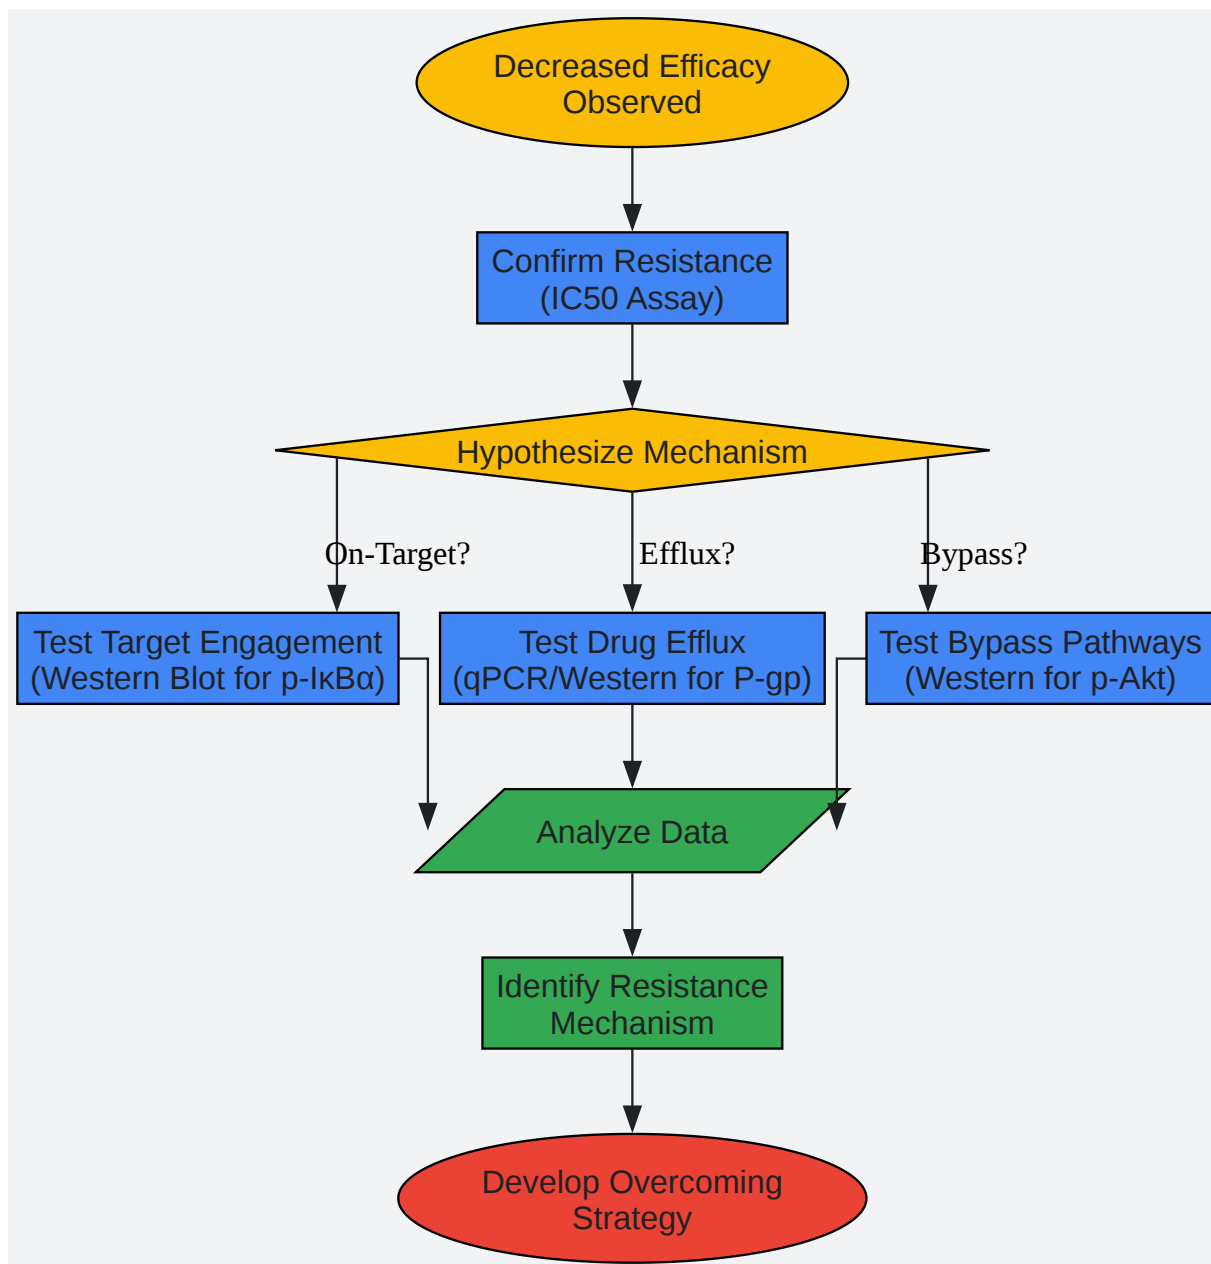 Decreased Efficacy
Observed
Confirm Resistance
(IC50 Assay)
Hypothesize Mechanism
On-Target?
Efflux?
Bypass?
Test Target Engagement
(Western Blot for p-IκBα)
Test Drug Efflux
(qPCR/Western for P-gp)
Test Bypass Pathways
(Western for p-Akt)
Analyze Data
Identify Resistance
Mechanism
Develop Overcoming
Strategy